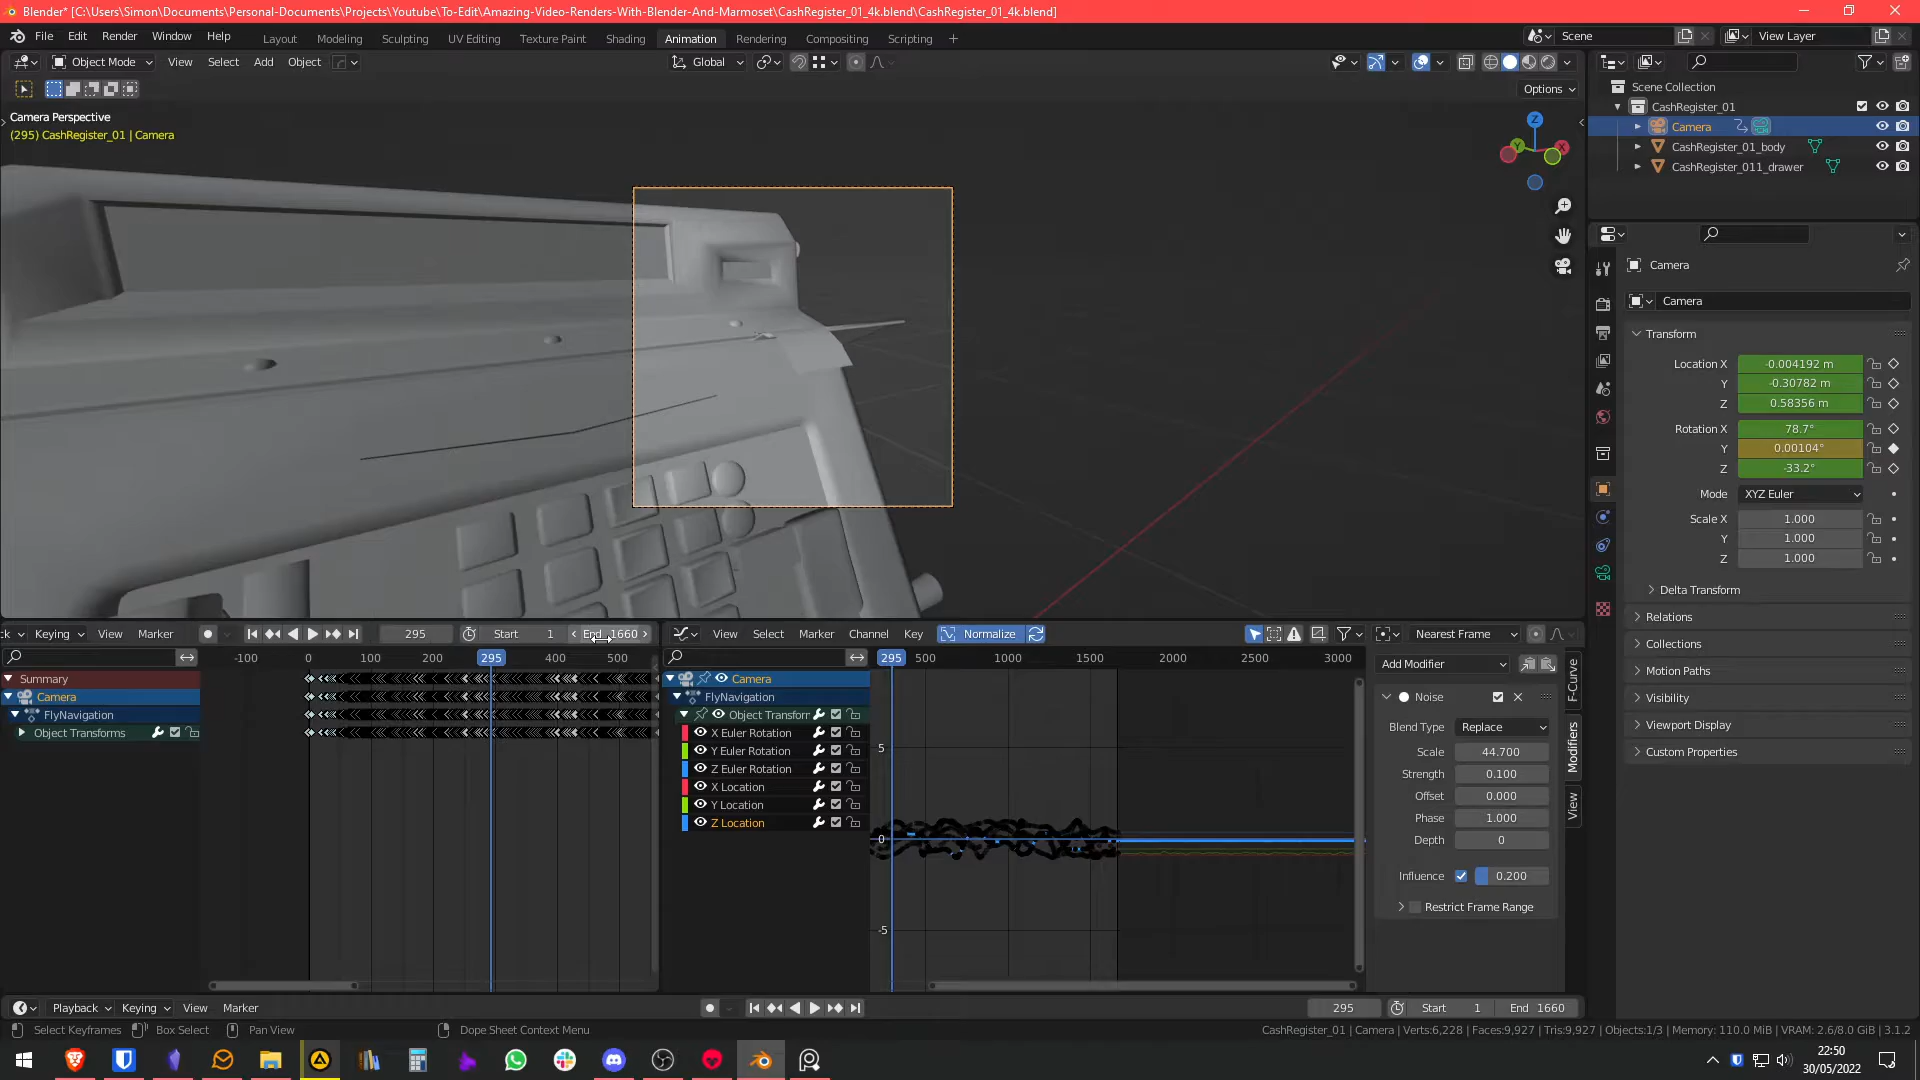 Blender* [C:\Users\Simon\Documents\Personal-Documents\Projects\Youtube\To-Edit\Amazing-Video-Renders-With-Blender-And-Marmoset\CashRegister_01_4k.blend\CashRegister_01_4k.blend]
File Edit Render Window Help Layout Modeling Sculpting UV Editing Texture Paint Shading Animation Rendering Compositing Scripting + Scene View Layer
Object Mode View Select Add Object Global
Options
Scene Collection
CashRegister_01
Camera
CashRegister_01_body
CashRegister_011_drawer
Camera Perspective
(295) CashRegister_01 | Camera
Z
Y
X
Camera
Camera
Transform
Location X -0.004192 m
Y -0.30782 m
Z 0.58356 m
Rotation X 78.7°
Y 0.00104°
Z -33.2°
Mode XYZ Euler
Scale X 1.000
Y 1.000
Z 1.000
Delta Transform
Relations
Collections
Motion Paths
Visibility
Viewport Display
Custom Properties
ck Keying View Marker 295 Start 1 End 1660
-100 0 100 200 295 400 500
Summary
Camera
FlyNavigation
Object Transforms
View Select Marker Channel Key Normalize Nearest Frame
295 500 1000 1500 2000 2500 3000
Camera
FlyNavigation
Object Transforr
X Euler Rotation
Y Euler Rotation
Z Euler Rotation
X Location
Y Location
Z Location
5
0
-5
Add Modifier
Noise
Blend Type Replace
Scale 44.700
Strength 0.100
Offset 0.000
Phase 1.000
Depth 0
Influence 0.200
Restrict Frame Range
F-Curve
Modifiers
View
Playback Keying View Marker 295 Start 1 End 1660
Select Keyframes Box Select Pan View Dope Sheet Context Menu CashRegister_01 | Camera | Verts:6,228 | Faces:9,927 | Tris:9,927 | Objects:1/3 | Memory: 110.0 MiB | VRAM: 2.6/8.0 GiB | 3.1.2
22:50
30/05/2022